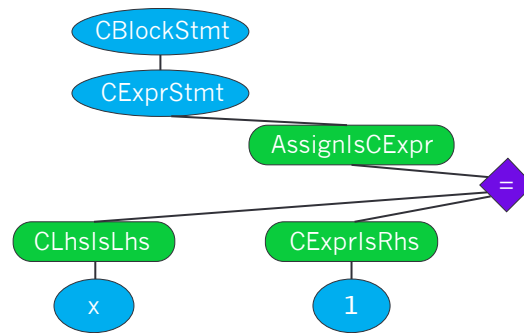 CBlockStmt
CExprStmt
AssignIsCExpr
=
CLhsIsLhs
CExprIsRhs
x
1